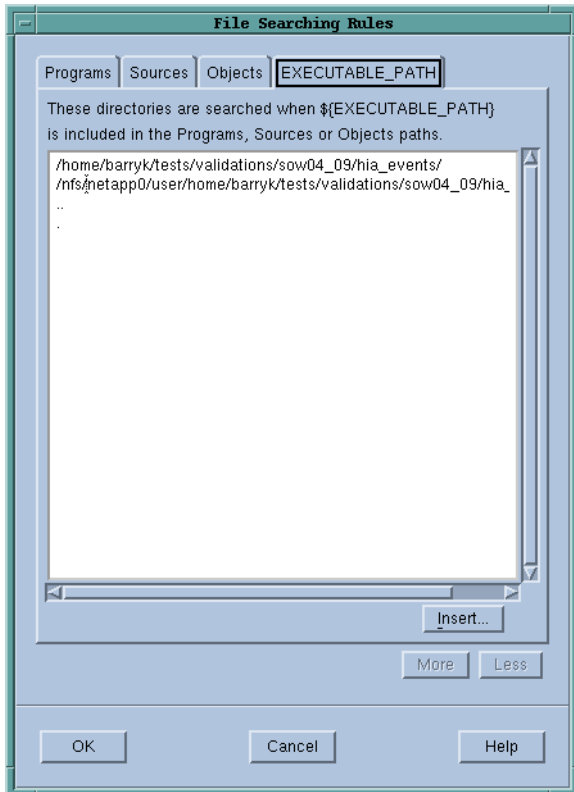 File Searching Rules
Programs Sources Objects EXECUTABLE_PATH
These directories are searched when ${EXECUTABLE_PATH}
is included in the Programs, Sources or Objects paths.
/home/barryk/tests/validations/sow04_09/hia_events/
/nfs/netapp0/user/home/barryk/tests/validations/sow04_09/hia_
..
.
Insert...
More Less
OK Cancel Help